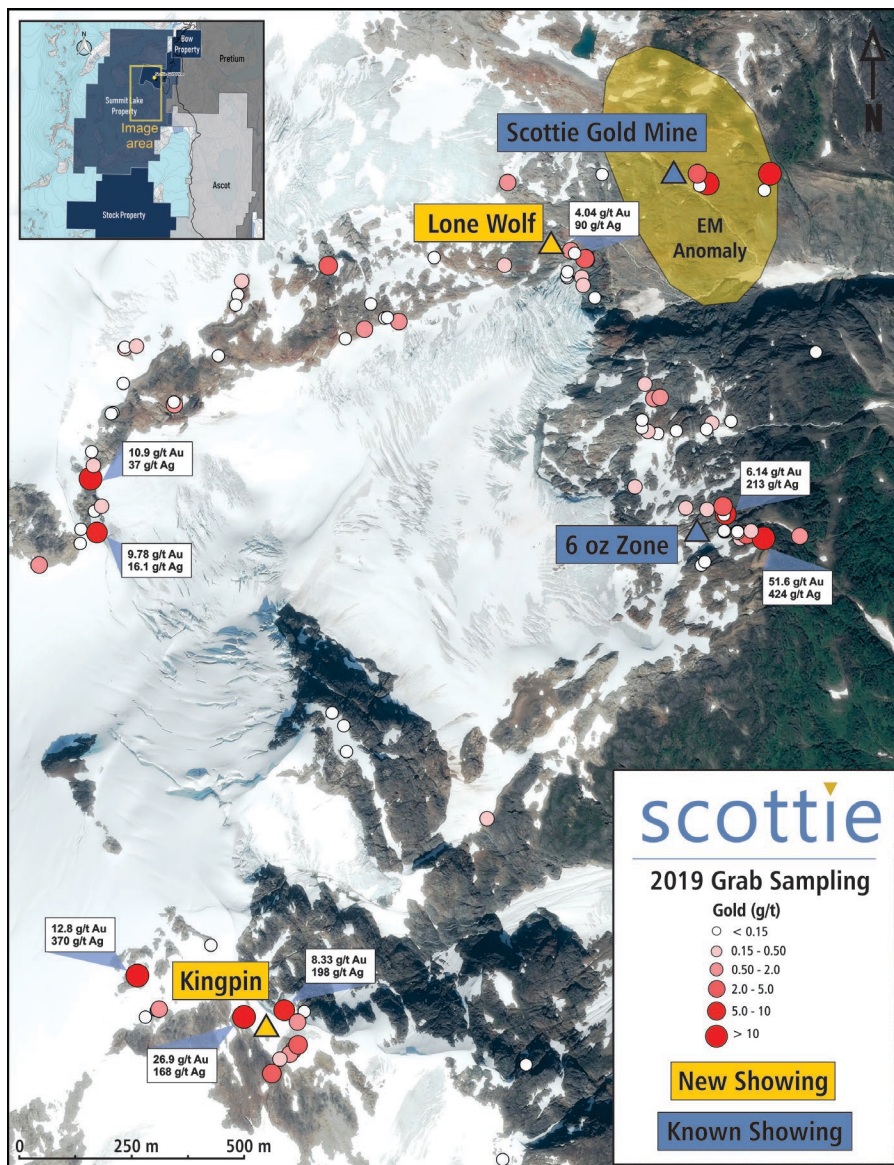 N
Bow
Property
Pretium
Summit Lake
Property
Image
area
Ascot
Stock Property
N
Scottie Gold Mine
Lone Wolf
4.04 g/t Au
90 g/t Ag
EM
Anomaly
10.9 g/t Au
37 g/t Ag
6.14 g/t Au
213 g/t Ag
9.78 g/t Au
16.1 g/t Ag
6 oz Zone
51.6 g/t Au
424 g/t Ag
12.8 g/t Au
370 g/t Ag
Kingpin
8.33 g/t Au
198 g/t Ag
26.9 g/t Au
168 g/t Ag
scottie
2019 Grab Sampling
Gold (g/t)
< 0.15
0.15 - 0.50
0.50 - 2.0
2.0 - 5.0
5.0 - 10
> 10
New Showing
Known Showing
0 250 m 500 m